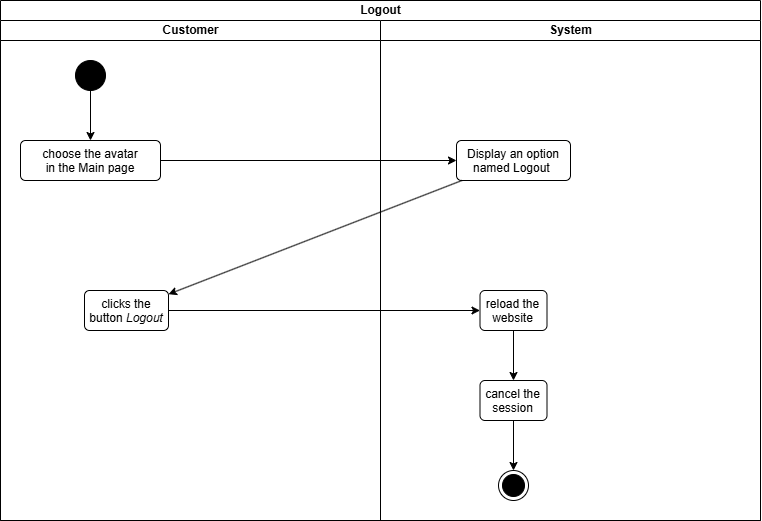 Logout
Customer
System
choose the avatar
in the Main page
Display an option
named Logout
clicks the
button Logout
reload the
website
cancel the
session